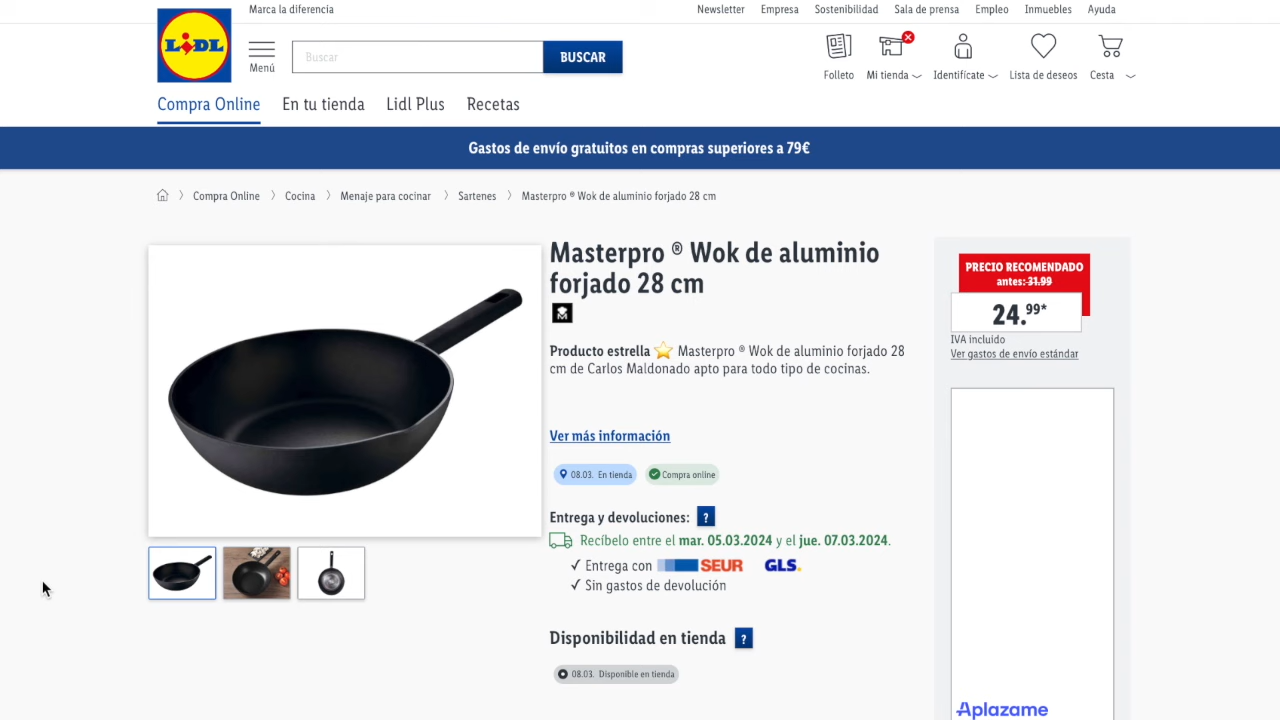 Marca la diferencia
Newsletter Empresa Sostenibilidad Sala de prensa Empleo Inmuebles Ayuda
LIDL
Menú
Buscar
BUSCAR
Folleto Mi tienda Identifícate Lista de deseos Cesta
Compra Online En tu tienda Lidl Plus Recetas
Gastos de envío gratuitos en compras superiores a 79€
Compra Online Cocina Menaje para cocinar Sartenes Masterpro ® Wok de aluminio forjado 28 cm
Masterpro ® Wok de aluminio
forjado 28 cm
M
Producto estrella ⭐ Masterpro ® Wok de aluminio forjado 28
cm de Carlos Maldonado apto para todo tipo de cocinas.
Ver más información
08.03. En tienda
Compra online
Entrega y devoluciones: ?
Recíbelo entre el mar. 05.03.2024 y el jue. 07.03.2024.
✓ Entrega con SEUR GLS.
✓ Sin gastos de devolución
Disponibilidad en tienda ?
08.03. Disponible en tienda
PRECIO RECOMENDADO
antes: 31.99
24.99*
IVA incluido
Ver gastos de envío estándar
Aplazame